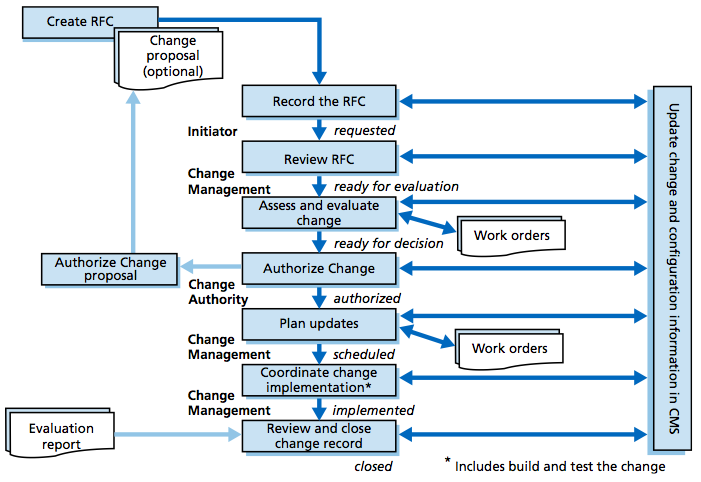 Create RFC
Change
proposal
(optional)
Record the RFC
Initiator
requested
Review RFC
Change
Management
ready for evaluation
Assess and evaluate
change
Work orders
ready for decision
Authorize Change
proposal
Authorize Change
Change
Authority
authorized
Plan updates
Work orders
Change
Management
scheduled
Coordinate change
implementation*
Change
Management
implemented
Evaluation
report
Review and close
change record
closed
* Includes build and test the change
Update change and configuration information in CMS